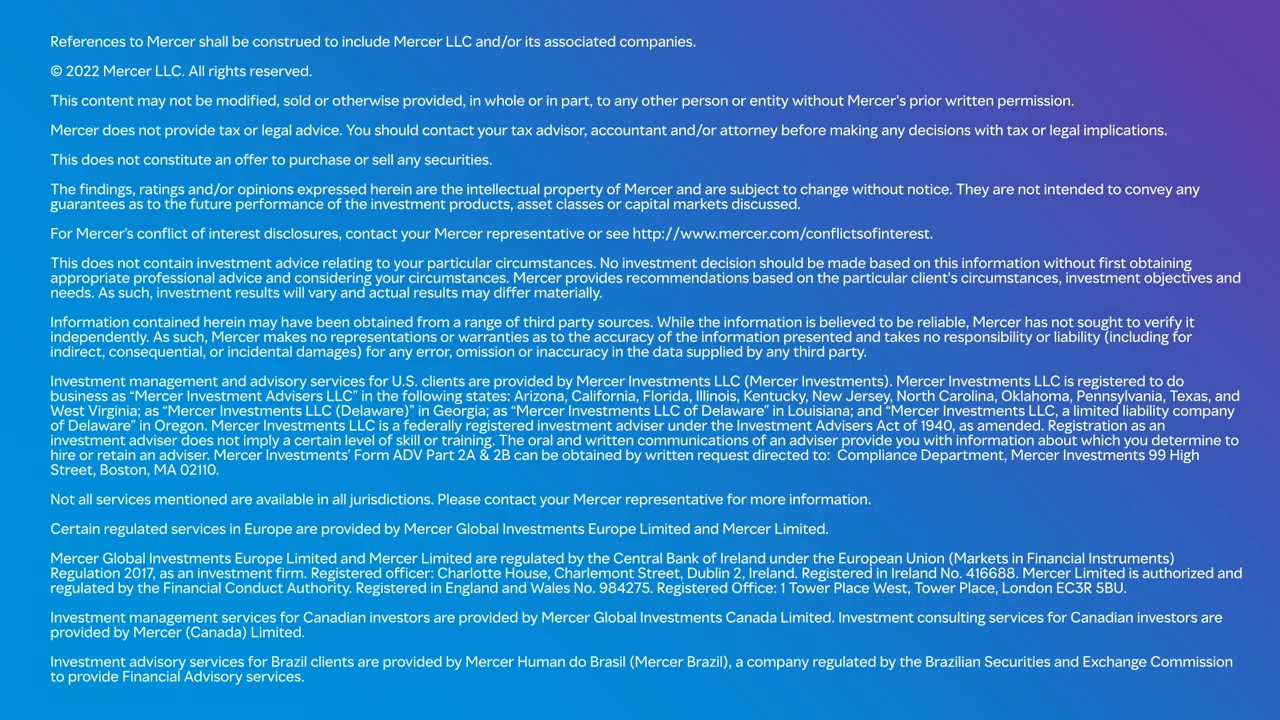 References to Mercer shall be construed to include Mercer LLC and/or its associated companies.
© 2022 Mercer LLC. All rights reserved.
This content may not be modified, sold or otherwise provided, in whole or in part, to any other person or entity without Mercer's prior written permission.
Mercer does not provide tax or legal advice. You should contact your tax advisor, accountant and/or attorney before making any decisions with tax or legal implications.
This does not constitute an offer to purchase or sell any securities.
The findings, ratings and/or opinions expressed herein are the intellectual property of Mercer and are subject to change without notice. They are not intended to convey any
guarantees as to the future performance of the investment products, asset classes or capital markets discussed.
For Mercer’s conflict of interest disclosures, contact your Mercer representative or see http://www.mercer.com/conflictsofinterest.
This does not contain investment advice relating to your particular circumstances. No investment decision should be made based on this information without first obtaining
appropriate professional advice and considering your circumstances. Mercer provides recommendations based on the particular client's circumstances, investment objectives and
needs. As such, investment results will vary and actual results may differ materially.
Information contained herein may have been obtained from a range of third party sources. While the information is believed to be reliable, Mercer has not sought to verify it
independently. As such, Mercer makes no representations or warranties as to the accuracy of the information presented and takes no responsibility or liability (including for
indirect, consequential, or incidental damages) for any error, omission or inaccuracy in the data supplied by any third party.
Investment management and advisory services for U.S. clients are provided by Mercer Investments LLC (Mercer Investments). Mercer Investments LLC is registered to do
business as “Mercer Investment Advisers LLC” in the following states: Arizona, California, Florida, Illinois, Kentucky, New Jersey, North Carolina, Oklahoma, Pennsylvania, Texas, and
West Virginia; as “Mercer Investments LLC (Delaware)” in Georgia; as “Mercer Investments LLC of Delaware” in Louisiana; and “Mercer Investments LLC, a limited liability company
of Delaware” in Oregon. Mercer Investments LLC is a federally registered investment adviser under the Investment Advisers Act of 1940, as amended. Registration as an
investment adviser does not imply a certain level of skill or training. The oral and written communications of an adviser provide you with information about which you determine to
hire or retain an adviser. Mercer Investments’ Form ADV Part 2A & 2B can be obtained by written request directed to:  Compliance Department, Mercer Investments 99 High
Street, Boston, MA 02110.
Not all services mentioned are available in all jurisdictions. Please contact your Mercer representative for more information.
Certain regulated services in Europe are provided by Mercer Global Investments Europe Limited and Mercer Limited.
Mercer Global Investments Europe Limited and Mercer Limited are regulated by the Central Bank of Ireland under the European Union (Markets in Financial Instruments)
Regulation 2017, as an investment firm. Registered officer: Charlotte House, Charlemont Street, Dublin 2, Ireland. Registered in Ireland No. 416688. Mercer Limited is authorized and
regulated by the Financial Conduct Authority. Registered in England and Wales No. 984275. Registered Office: 1 Tower Place West, Tower Place, London EC3R 5BU.
Investment management services for Canadian investors are provided by Mercer Global Investments Canada Limited. Investment consulting services for Canadian investors are
provided by Mercer (Canada) Limited.
Investment advisory services for Brazil clients are provided by Mercer Human do Brasil (Mercer Brazil), a company regulated by the Brazilian Securities and Exchange Commission
to provide Financial Advisory services.